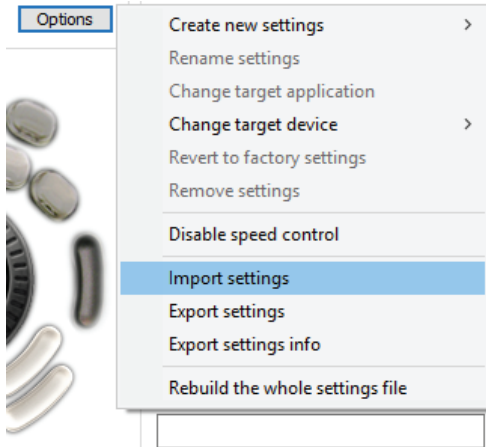 Options
Create new settings
Rename settings
Change target application
Change target device
Revert to factory settings
Remove settings
Disable speed control
Import settings
Export settings
Export settings info
Rebuild the whole settings file